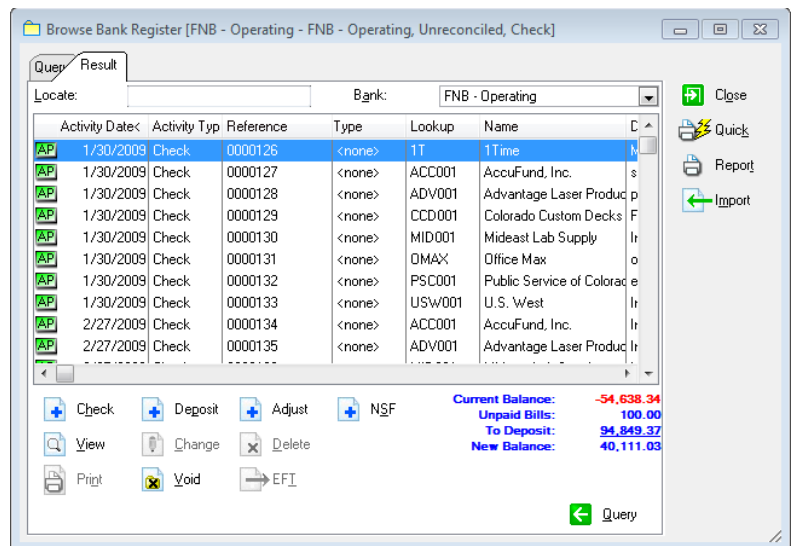 Browse Bank Register [FNB - Operating - FNB - Operating, Unreconciled, Check]
Query Result
Locate: Bank: FNB - Operating
Close
Quick
Report
Import
Activity Date< Activity Typ Reference Type Lookup Name
AP 1/30/2009 Check 0000126 <none> 1T 1Time
AP 1/30/2009 Check 0000127 <none> ACC001 AccuFund, Inc. s
AP 1/30/2009 Check 0000128 <none> ADV001 Advantage Laser Produc p
AP 1/30/2009 Check 0000129 <none> CCD001 Colorado Custom Decks F
AP 1/30/2009 Check 0000130 <none> MID001 Mideast Lab Supply
AP 1/30/2009 Check 0000131 <none> OMAX Office Max o
AP 1/30/2009 Check 0000132 <none> PSC001 Public Service of Colorac e
AP 1/30/2009 Check 0000133 <none> USW001 U.S. West
AP 2/27/2009 Check 0000134 <none> ACC001 AccuFund, Inc.
AP 2/27/2009 Check 0000135 <none> ADV001 Advantage Laser Produc
Check Deposit Adjust NSF
View Change Delete
Print Void EFT
Current Balance: -54,638.34
Unpaid Bills: 100.00
To Deposit: 94,849.37
New Balance: 40,111.03
Query